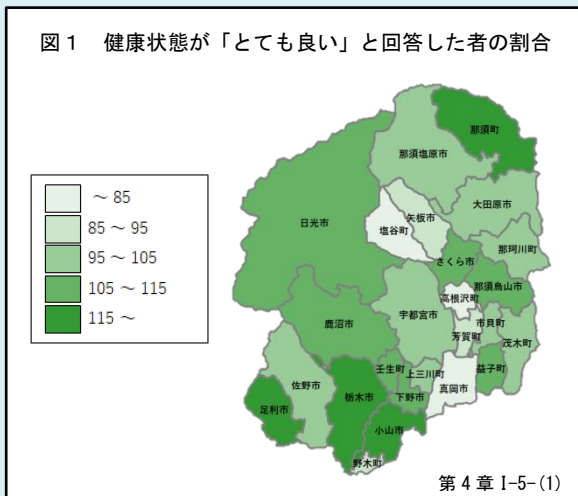 図1 健康状態が「とても良い」と回答した者の割合
~ 85
85 ~ 95
95 ~ 105
105 ~ 115
115 ~
那須町
那須塩原市
大田原市
矢板市
日光市
塩谷町
那珂川町
さくら市
那須烏山市
高根沢町
宇都宮市
市貝町
鹿沼市
芳賀町
茂木町
壬生町
上三川町
益子町
佐野市
真岡市
栃木市
下野市
足利市
小山市
野木町
第4章 I-5-(1)